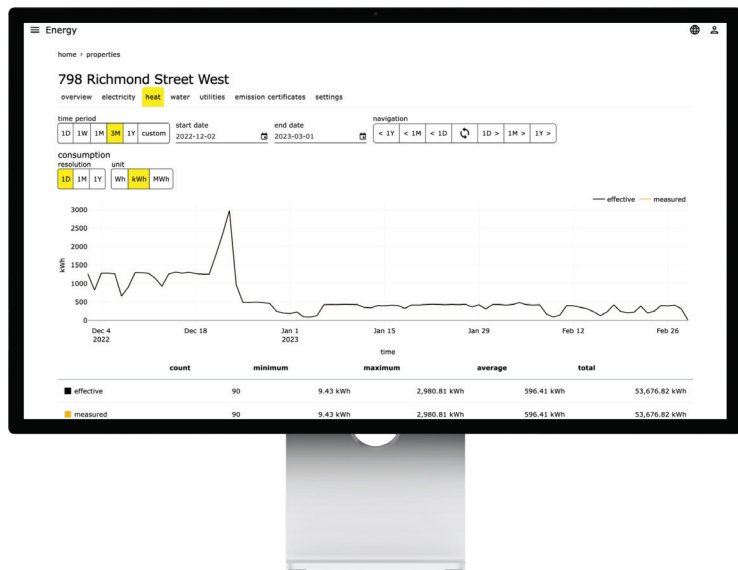 Energy
home › properties
798 Richmond Street West
overview electricity heat water utilities emission certificates settings
time period
1D 1W 1M 3M 1Y custom
start date
2022-12-02
end date
2023-03-01
navigation
< 1Y < 1M < 1D 1D > 1M > 1Y >
consumption
resolution unit
1D 1M 1Y Wh kWh MWh
effective measured
3000
2500
2000
1500
1000
500
0
kWh
Dec 4 Dec 18 Jan 1 Jan 15 Jan 29 Feb 12 Feb 26
2022 2023
time
count minimum maximum average total
effective 90 9.43 kWh 2,980.81 kWh 596.41 kWh 53,676.82 kWh
measured 90 9.43 kWh 2,980.81 kWh 596.41 kWh 53,676.82 kWh